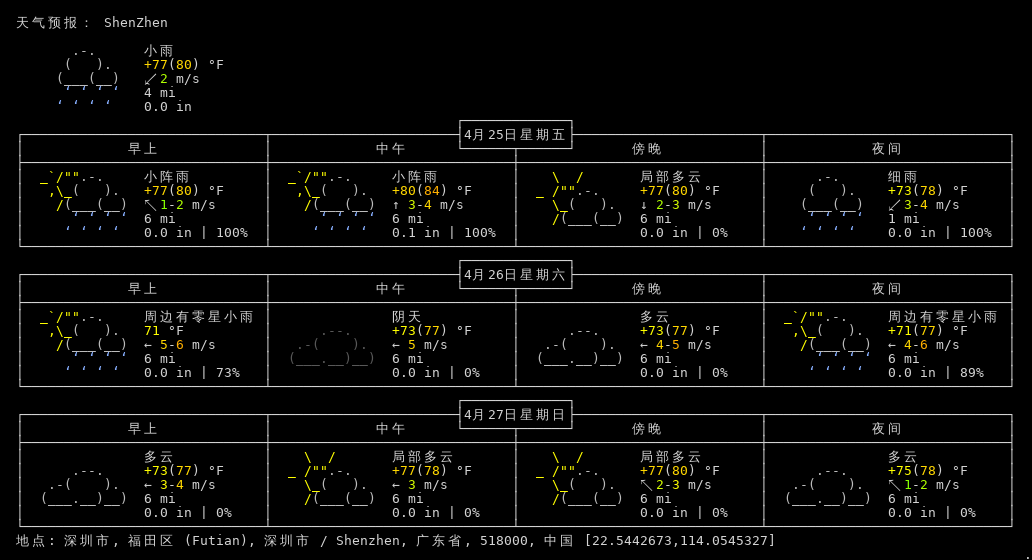 天气预报： ShenZhen
小雨
+77(80) °F
↙2 m/s
4 mi
0.0 in
4月25日星期五
早上 中午 傍晚 夜间
小阵雨 小阵雨 局部多云 细雨
+77(80) °F +80(84) °F +77(80) °F +73(78) °F
↖1-2 m/s ↑ 3-4 m/s ↓ 2-3 m/s ↙3-4 m/s
6 mi 6 mi 6 mi 1 mi
0.0 in | 100% 0.1 in | 100% 0.0 in | 0% 0.0 in | 100%
4月26日星期六
早上 中午 傍晚 夜间
周边有零星小雨 阴天 多云 周边有零星小雨
71 °F +73(77) °F +73(77) °F +71(77) °F
← 5-6 m/s ← 5 m/s ← 4-5 m/s ← 4-6 m/s
6 mi 6 mi 6 mi 6 mi
0.0 in | 73% 0.0 in | 0% 0.0 in | 0% 0.0 in | 89%
4月27日星期日
早上 中午 傍晚 夜间
多云 局部多云 局部多云 多云
+73(77) °F +77(78) °F +77(80) °F +75(78) °F
← 3-4 m/s ← 3 m/s ↖2-3 m/s ↖1-2 m/s
6 mi 6 mi 6 mi 6 mi
0.0 in | 0% 0.0 in | 0% 0.0 in | 0% 0.0 in | 0%
地点: 深圳市, 福田区 (Futian), 深圳市 / Shenzhen, 广东省, 518000, 中国 [22.5442673,114.0545327]